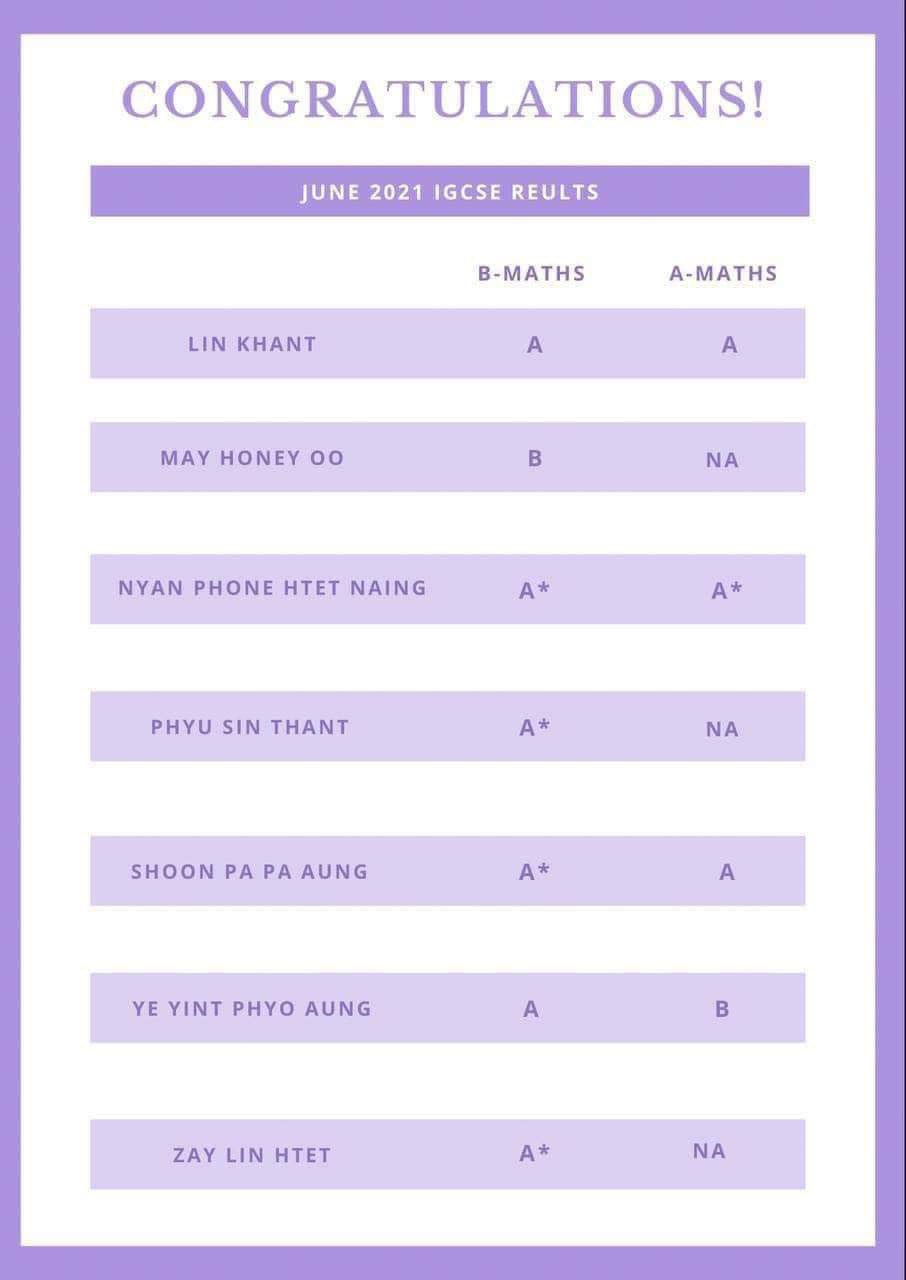 CONGRATULATIONS!
JUNE 2021 IGCSE REULTS
B-MATHS A-MATHS
LIN KHANT A A
MAY HONEY OO B NA
NYAN PHONE HTET NAING A* A*
PHYU SIN THANT A* NA
SHOON PA PA AUNG A* A
YE YINT PHYO AUNG A B
ZAY LIN HTET A* NA